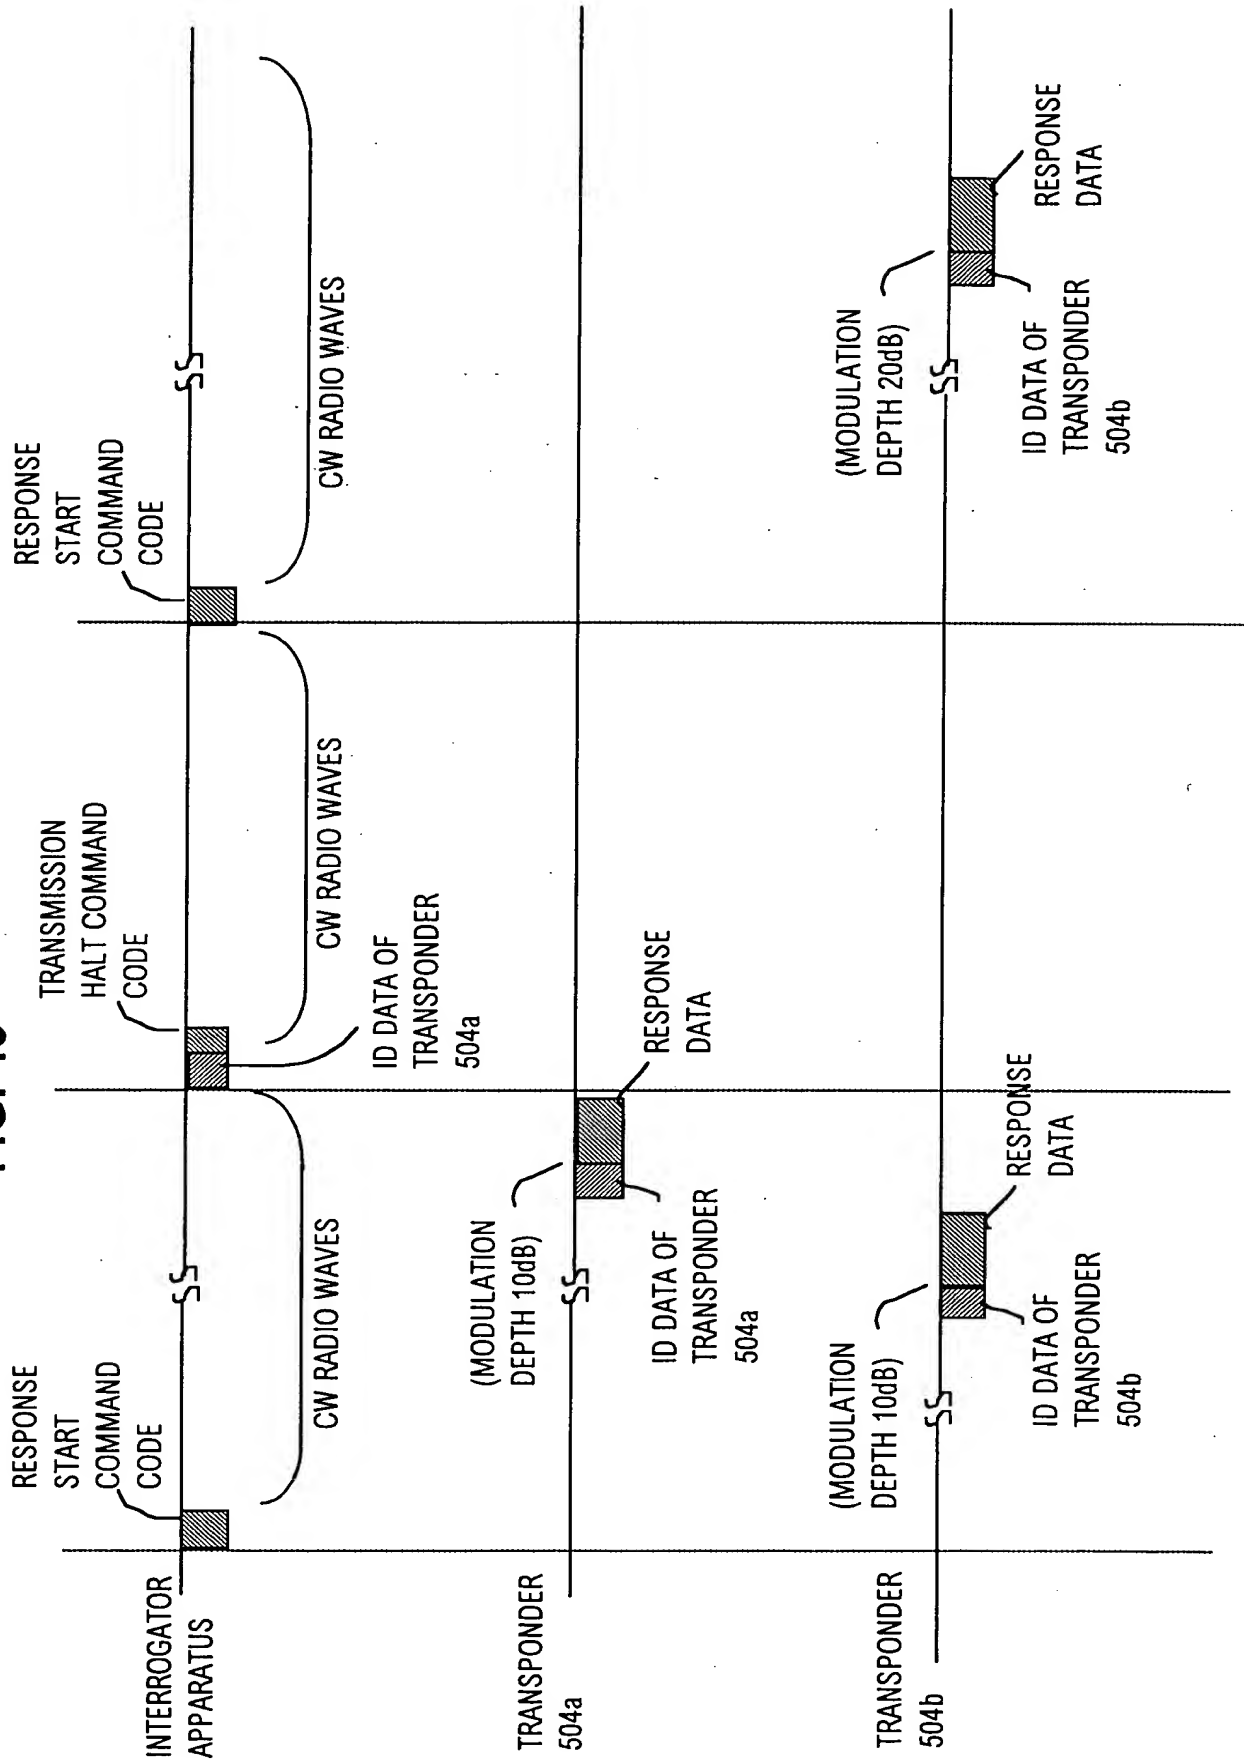 INTERROGATOR
APPARATUS
RESPONSE
START
COMMAND
CODE
CW RADIO WAVES
TRANSMISSION
HALT COMMAND
CODE
ID DATA OF
TRANSPONDER
504a
CW RADIO WAVES
RESPONSE
START
COMMAND
CODE
CW RADIO WAVES
TRANSPONDER
504a
(MODULATION
DEPTH 10dB)
ID DATA OF
TRANSPONDER
504a
RESPONSE
DATA
TRANSPONDER
504b
(MODULATION
DEPTH 10dB)
ID DATA OF
TRANSPONDER
504b
RESPONSE
DATA
(MODULATION
DEPTH 20dB)
ID DATA OF
TRANSPONDER
504b
RESPONSE
DATA